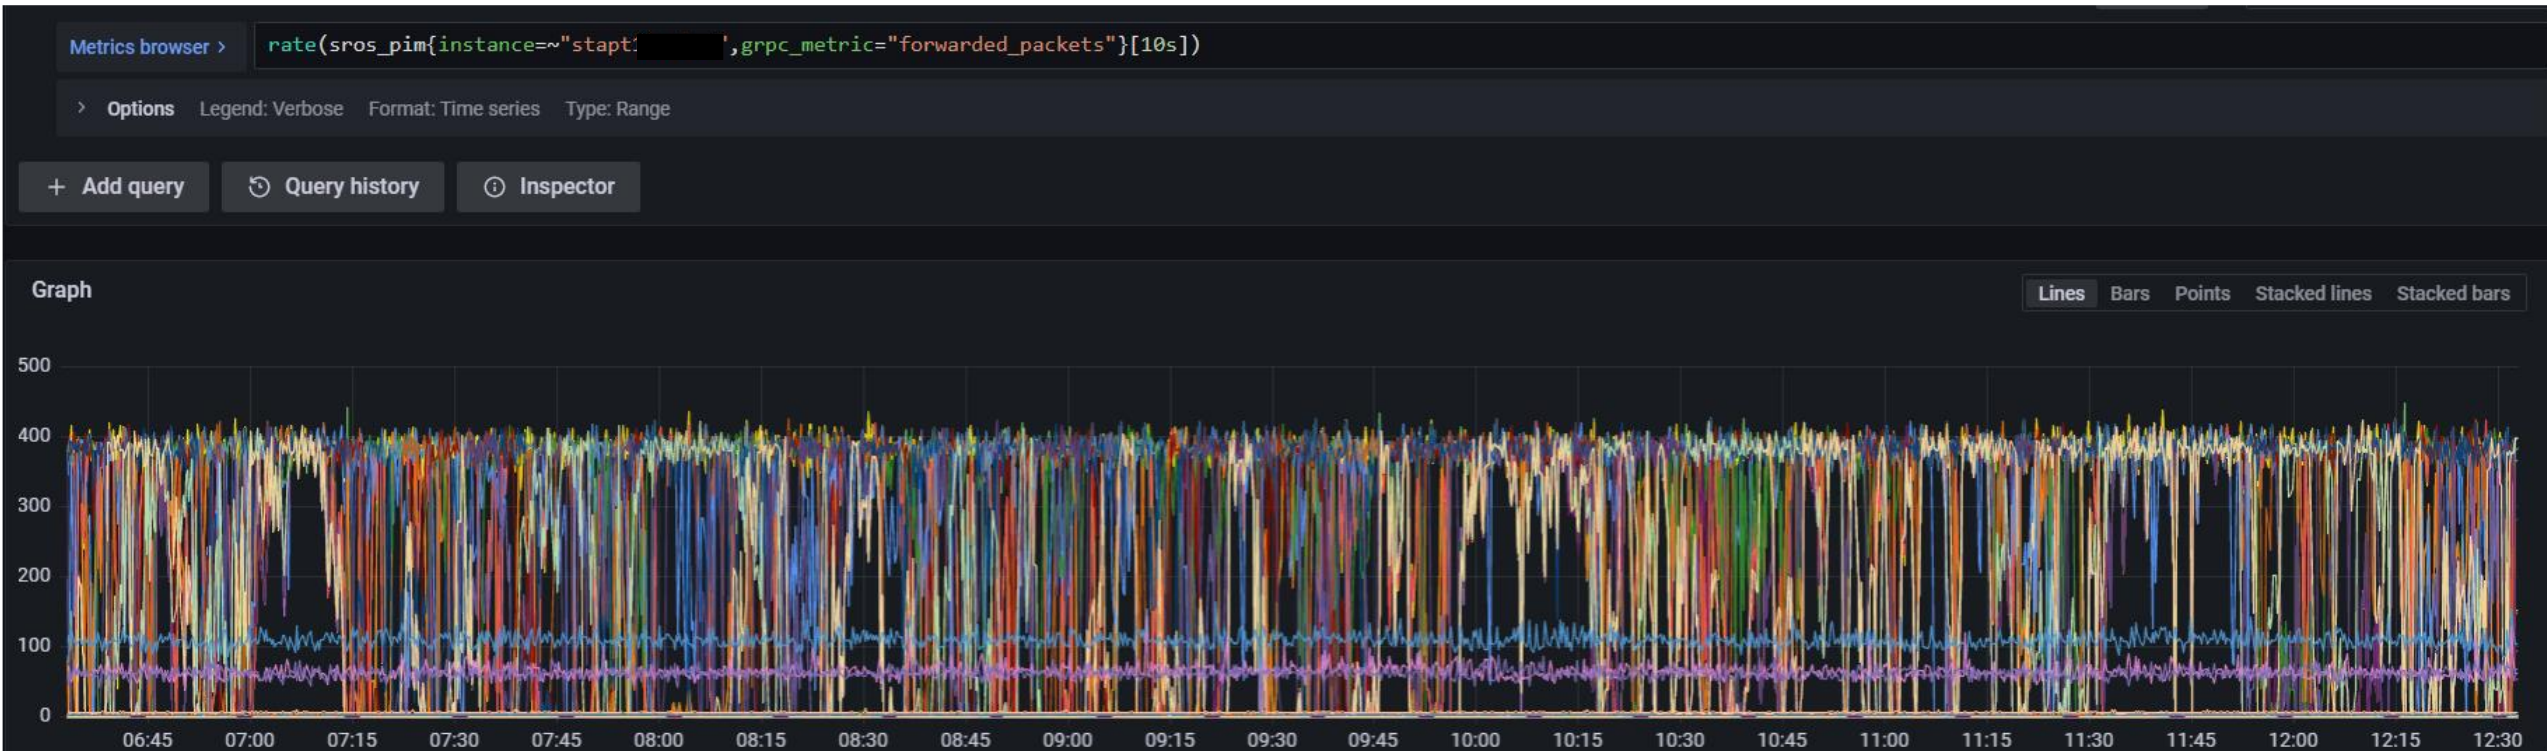 Metrics browser > rate(sros_pim{instance=~"stapt1 ",grpc_metric="forwarded_packets"}[10s])
> Options Legend: Verbose Format: Time series Type: Range
+ Add query Query history Inspector
Graph Lines Bars Points Stacked lines Stacked bars
500
400
300
200
100
0
06:45 07:00 07:15 07:30 07:45 08:00 08:15 08:30 08:45 09:00 09:15 09:30 09:45 10:00 10:15 10:30 10:45 11:00 11:15 11:30 11:45 12:00 12:15 12:30